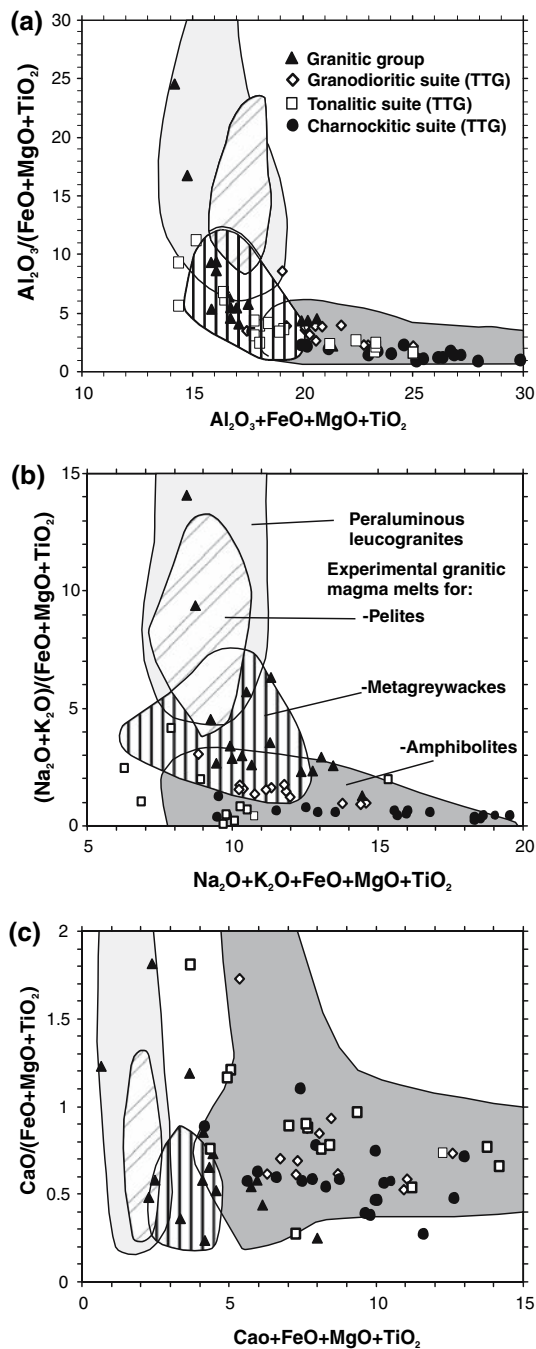 (a)
30
25
20
15
10
5
0
Al₂O₃/(FeO+MgO+TiO₂)
Granitic group
Granodioritic suite (TTG)
Tonalitic suite (TTG)
Charnockitic suite (TTG)
10 15 20 25 30
Al₂O₃+FeO+MgO+TiO₂
(b)
15
10
5
0
(Na₂O+K₂O)/(FeO+MgO+TiO₂)
Peraluminous
leucogranites
Experimental granitic
magma melts for:
-Pelites
-Metagreywackes
-Amphibolites
5 10 15 20
Na₂O+K₂O+FeO+MgO+TiO₂
(c)
2
1.5
1
0.5
0
CaO/(FeO+MgO+TiO₂)
0 5 10 15
Cao+FeO+MgO+TiO₂